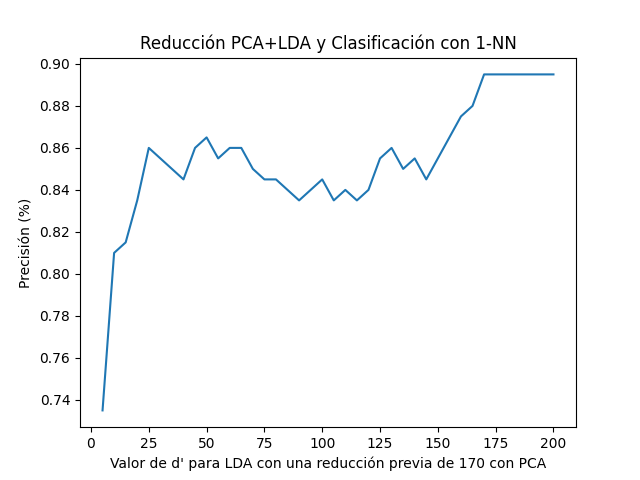 Reducción PCA+LDA y Clasificación con 1-NN
0.90
0.88
0.86
0.84
0.82
0.80
0.78
0.76
0.74
Precisión (%)
0 25 50 75 100 125 150 175 200
Valor de d' para LDA con una reducción previa de 170 con PCA